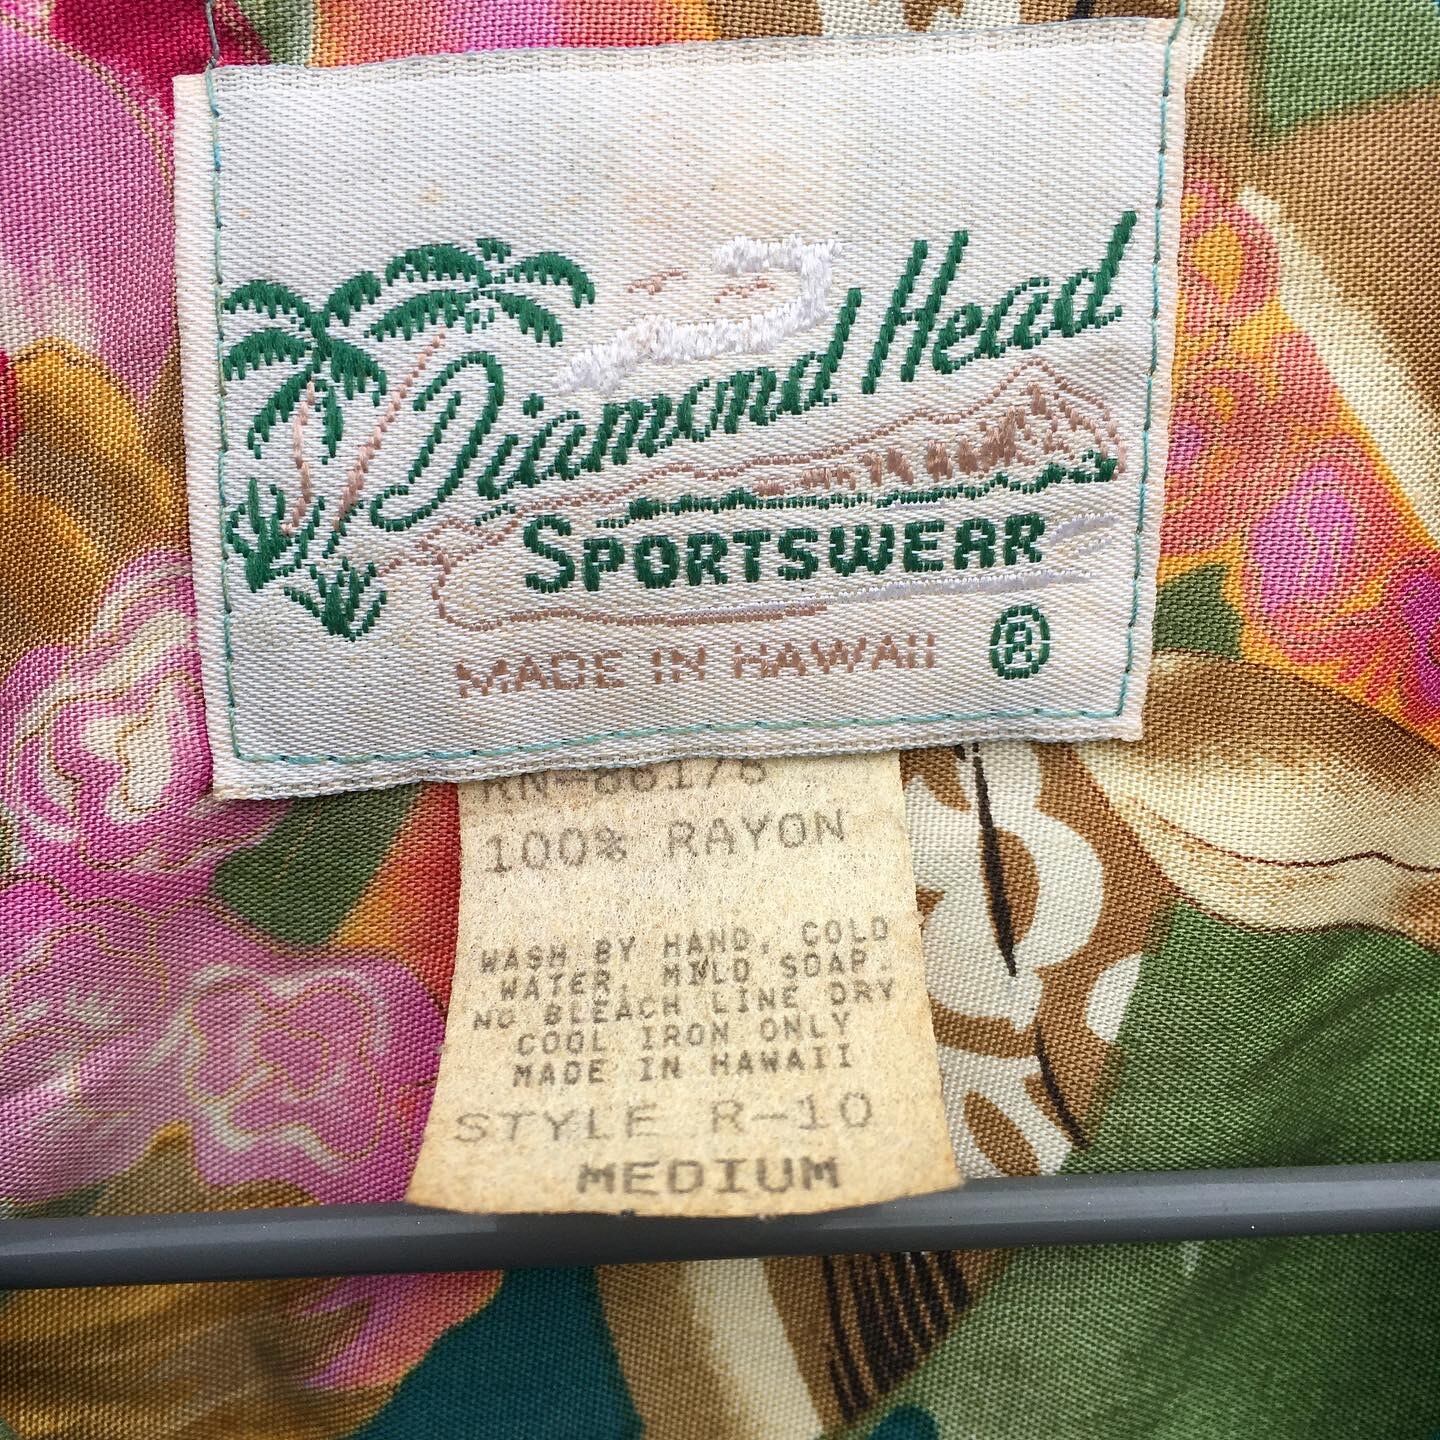 Diamond Head
SPORTSWEAR
MADE IN HAWAII ®
100% RAYON
WASH BY HAND, COLD
WATER, MILD SOAP.
NO BLEACH LINE DRY
COOL IRON ONLY
MADE IN HAWAII
STYLE R-10
MEDIUM